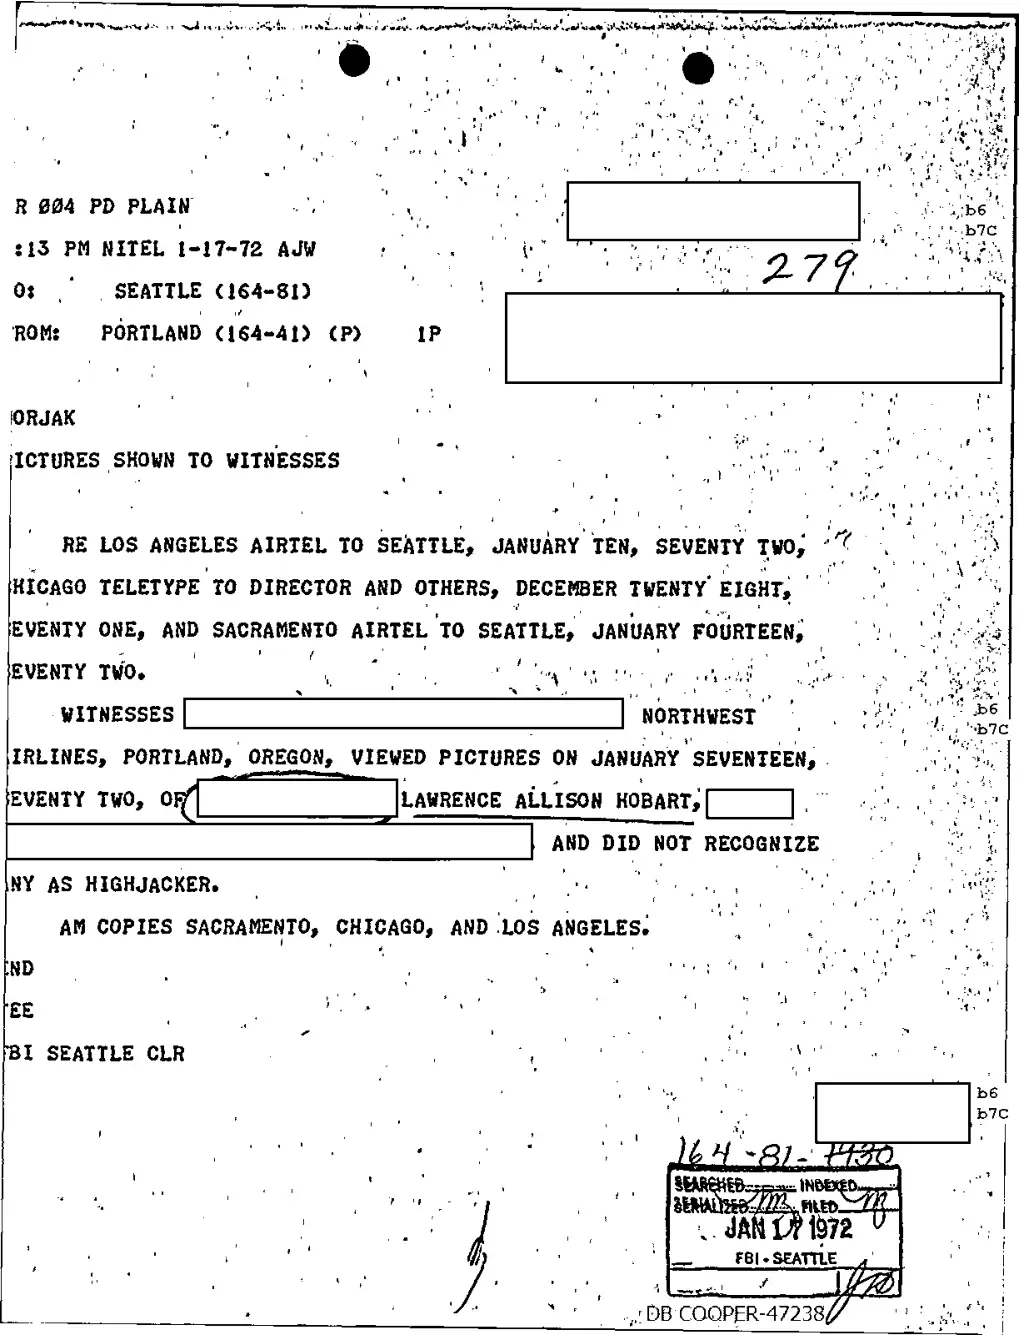 R 004 PD PLAIN
b6
b7C
:13 PM NITEL 1-17-72 AJW
279
O: SEATTLE (164-81)
ROM: PORTLAND (164-41) (P) 1P
ORJAK
ICTURES SHOWN TO WITNESSES
RE LOS ANGELES AIRTEL TO SEATTLE, JANUARY TEN, SEVENTY TWO,
HICAGO TELETYPE TO DIRECTOR AND OTHERS, DECEMBER TWENTY EIGHT,
EVENTY ONE, AND SACRAMENTO AIRTEL TO SEATTLE, JANUARY FOURTEEN,
EVENTY TWO.
WITNESSES NORTHWEST
b6
b7C
IRLINES, PORTLAND, OREGON, VIEWED PICTURES ON JANUARY SEVENTEEN,
EVENTY TWO, OF LAWRENCE ALLISON HOBART,
AND DID NOT RECOGNIZE
NY AS HIGHJACKER.
AM COPIES SACRAMENTO, CHICAGO, AND LOS ANGELES.
ND
EE
BI SEATTLE CLR
b6
b7C
164-81-1430
SEARCHED INDEXED
SERIALIZED FILED
JAN 17 1972
FBI - SEATTLE
DB COOPER-47238